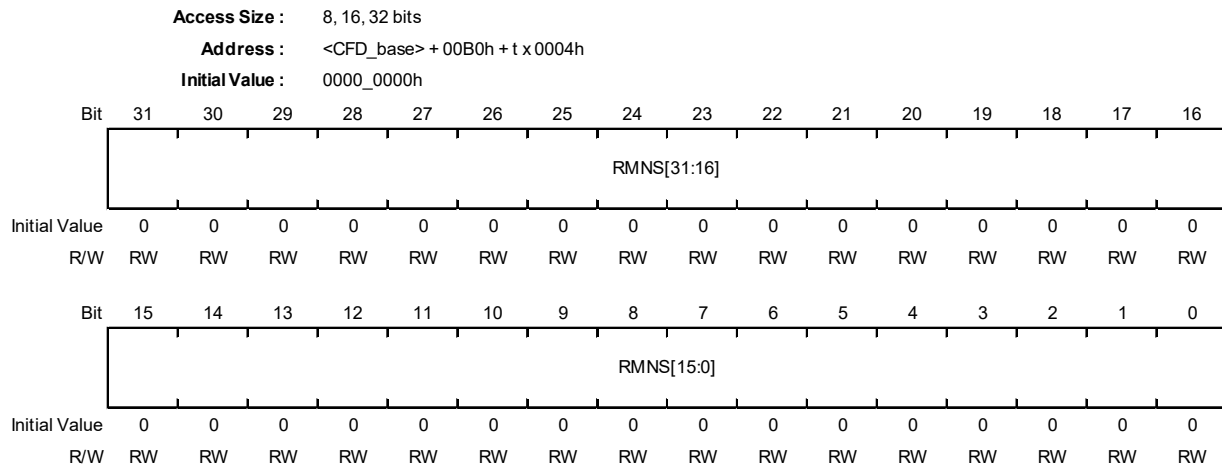 Access Size : 8, 16, 32 bits
Address : <CFD_base> + 00B0h + t x 0004h
Initial Value : 0000_0000h
Bit 31 30 29 28 27 26 25 24 23 22 21 20 19 18 17 16
RMNS[31:16]
Initial Value 0 0 0 0 0 0 0 0 0 0 0 0 0 0 0 0
R/W RW RW RW RW RW RW RW RW RW RW RW RW RW RW RW RW
Bit 15 14 13 12 11 10 9 8 7 6 5 4 3 2 1 0
RMNS[15:0]
Initial Value 0 0 0 0 0 0 0 0 0 0 0 0 0 0 0 0
R/W RW RW RW RW RW RW RW RW RW RW RW RW RW RW RW RW